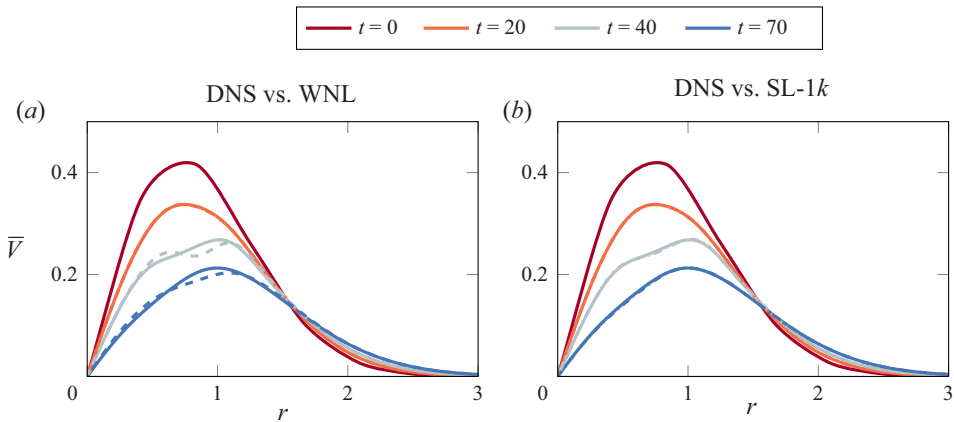 t = 0 t = 20 t = 40 t = 70
DNS vs. WNL
DNS vs. SL-1k
(a)
(b)
0.4
0.2
V̅
0 1 2 3
r
0.4
0.2
0 1 2 3
r